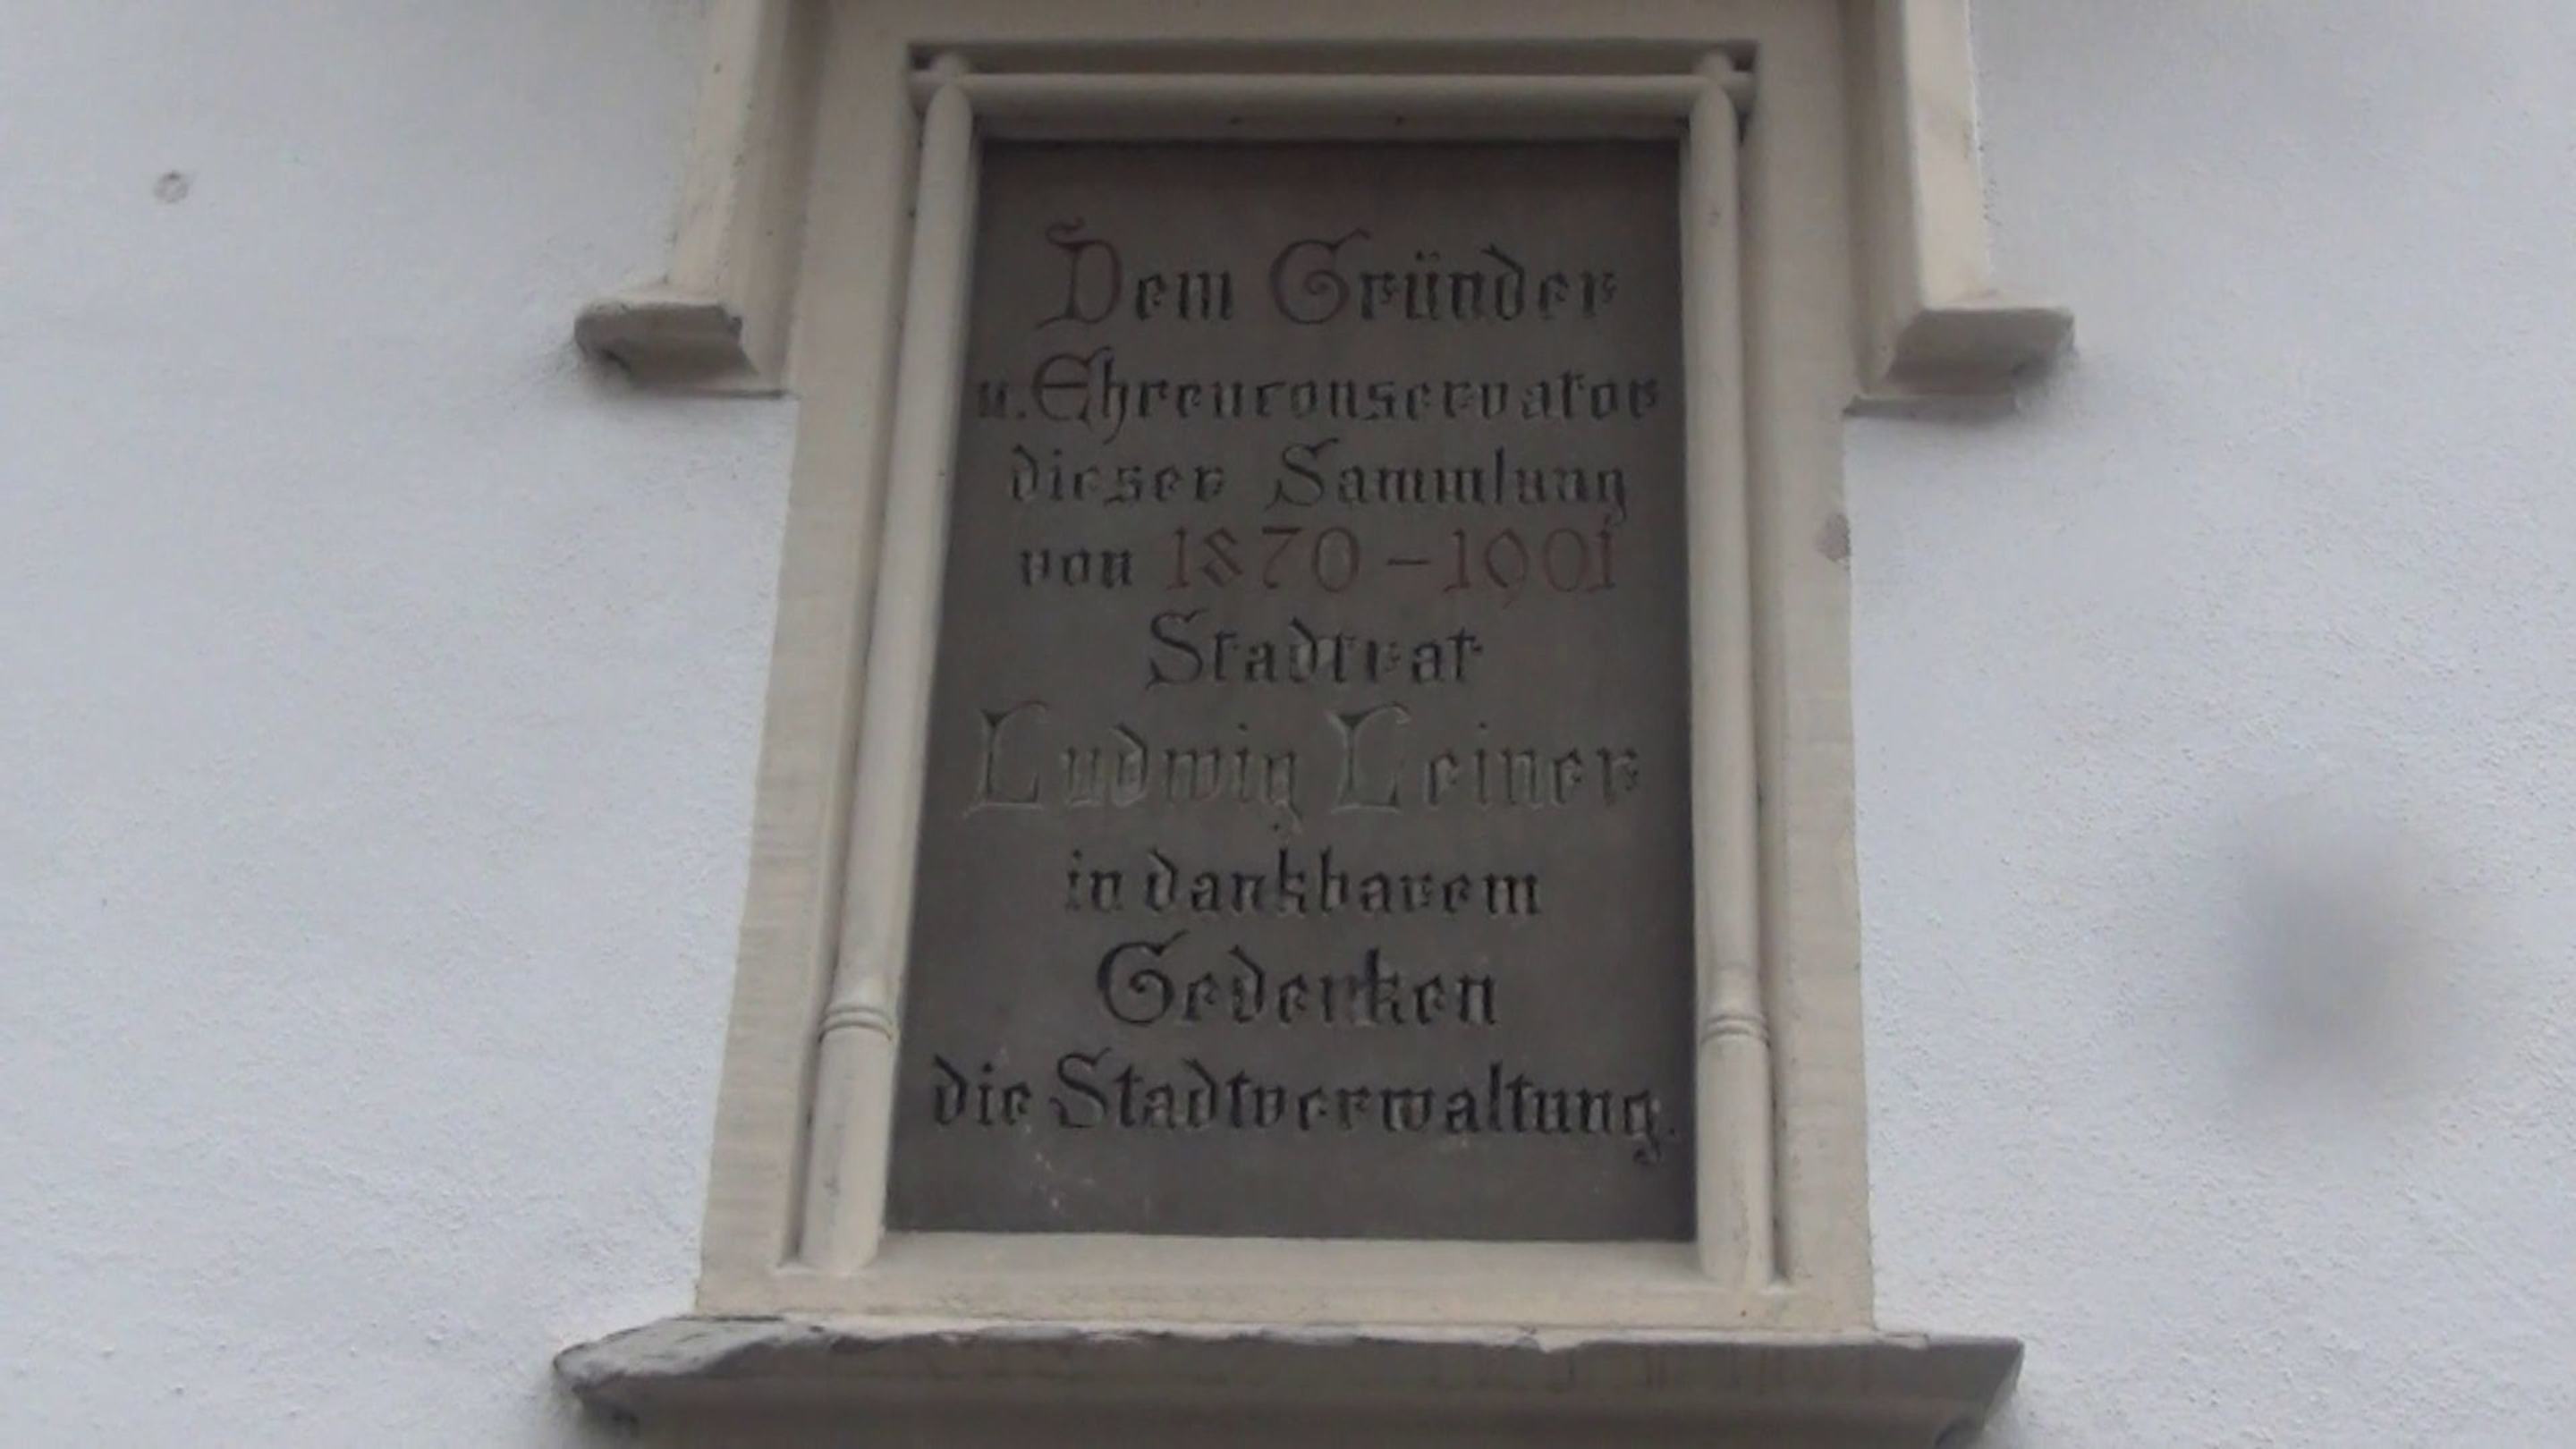 Dem Gründer
u. Ehrenconservator
dieser Sammlung
von 1870 – 1901
Stadtrat
Ludwig Leiner
in dankbarem
Gedenken
die Stadtverwaltung.